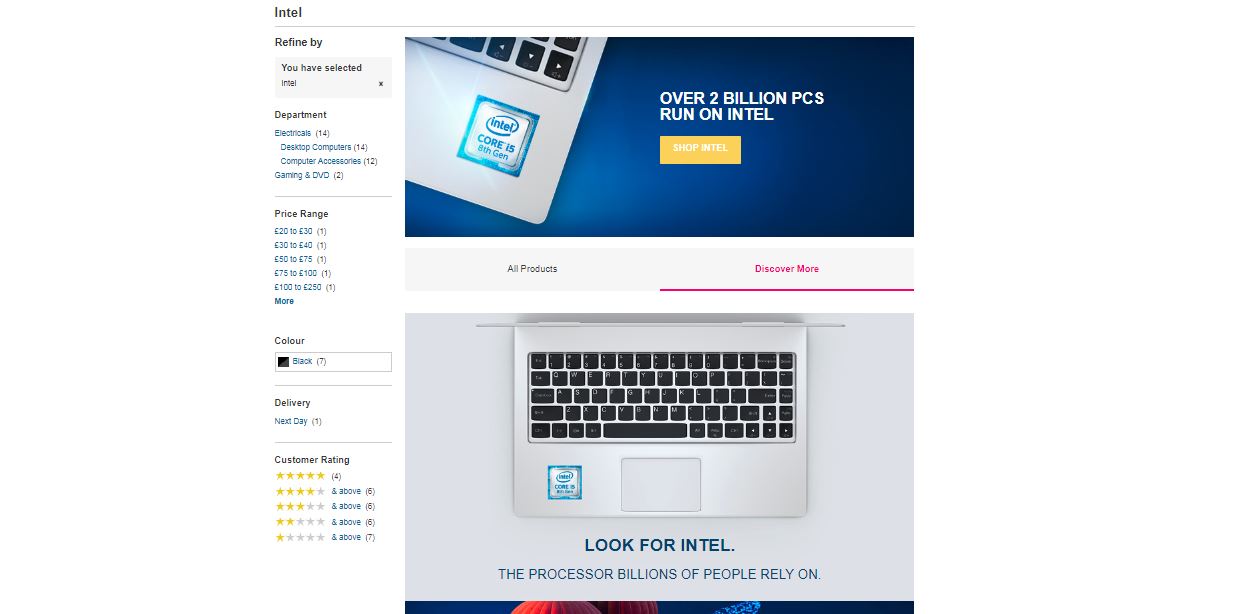 Intel
Refine by
You have selected
Intel
x
Department
Electricals (14)
Desktop Computers (14)
Computer Accessories (12)
Gaming & DVD (2)
Price Range
£20 to £30 (1)
£30 to £40 (1)
£50 to £75 (1)
£75 to £100 (1)
£100 to £250 (1)
More
Colour
Black (7)
Delivery
Next Day (1)
Customer Rating
(4)
& above (6)
& above (6)
& above (6)
& above (7)
intel
CORE i5
8th Gen
OVER 2 BILLION PCS
RUN ON INTEL
SHOP INTEL
All Products
Discover More
Q W E R T Y U I O P
A S D F G H J K L
Z X C V B N M
intel
CORE i5
8th Gen
LOOK FOR INTEL.
THE PROCESSOR BILLIONS OF PEOPLE RELY ON.